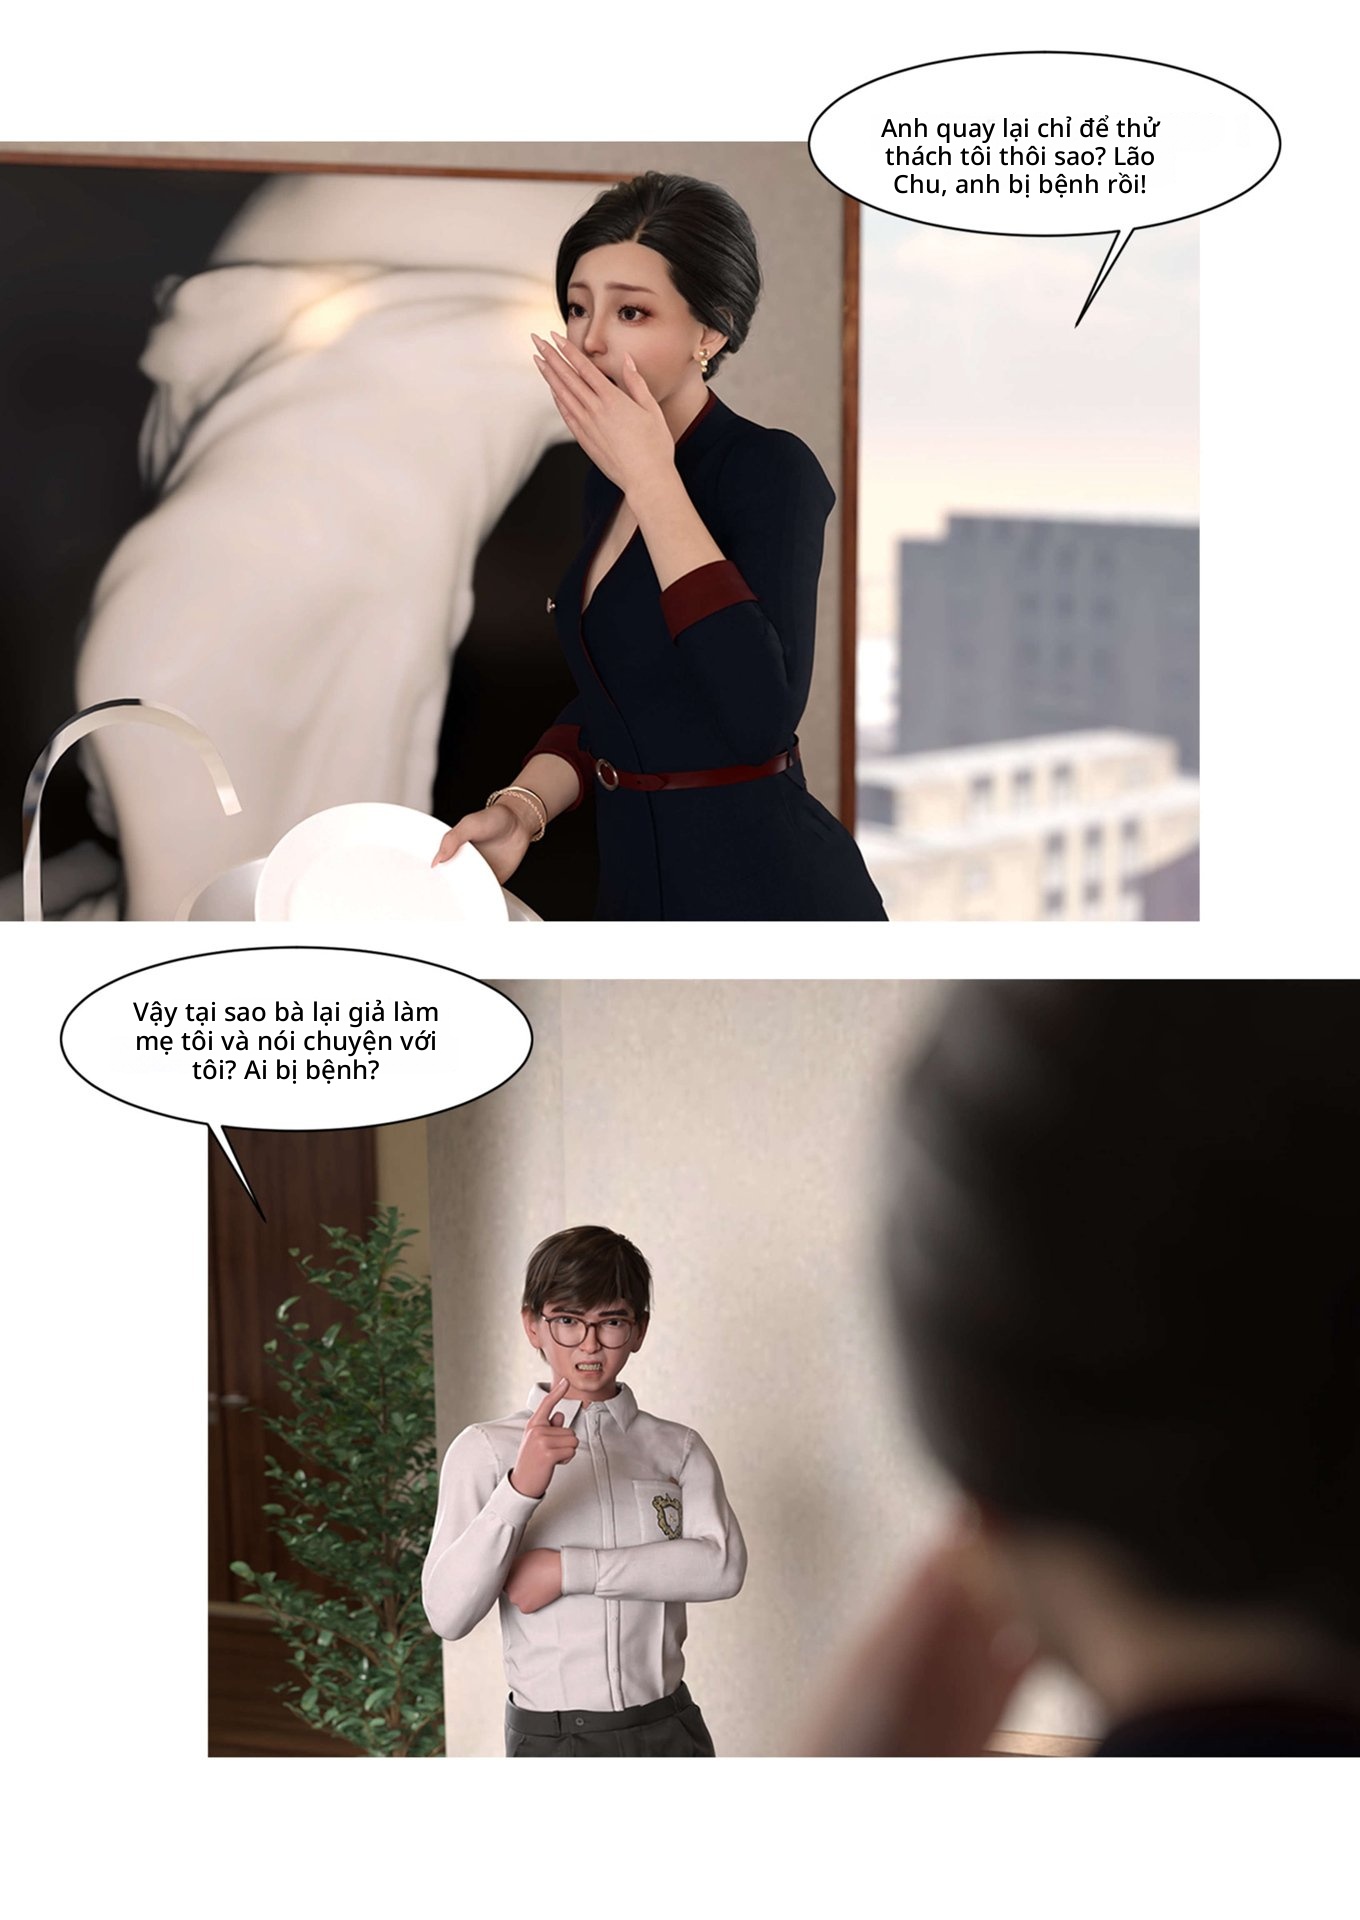 Anh quay lại chỉ để thử
thách tôi thôi sao? Lão
Chu, anh bị bệnh rồi!
Vậy tại sao bà lại giả làm
mẹ tôi và nói chuyện với
tôi? Ai bị bệnh?